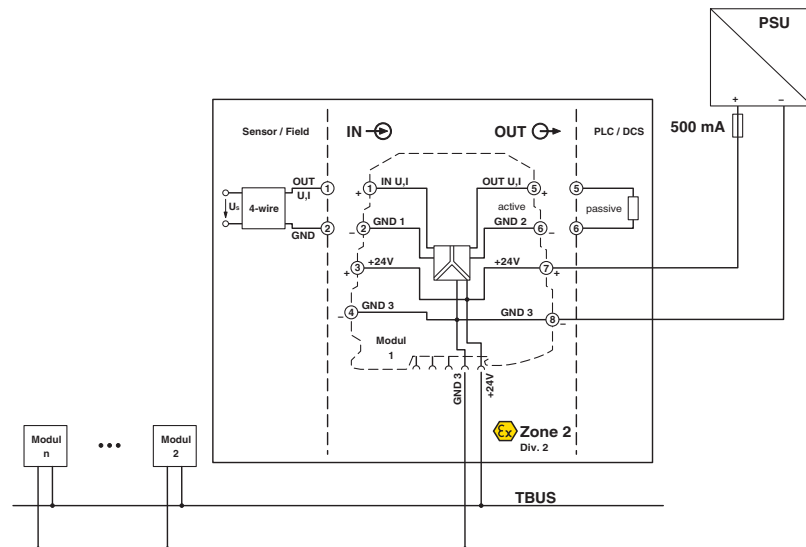 PSU
+ –
500 mA
Sensor / Field
IN
OUT
PLC / DCS
OUT
U,I
1
+
1
IN U,I
OUT U,I
5
+
5
Us
4-wire
active
passive
GND
2
–
2
GND 1
GND 2
6
–
6
3
+
+24V
+24V
7
+
4
–
GND 3
GND 3
8
–
Modul
1
GND 3
+24V
Ex
Zone 2
Div. 2
Modul
n
•••
Modul
2
TBUS